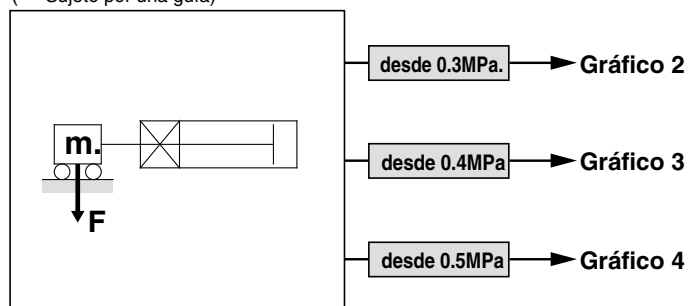 Sujeto por una guía)
desde 0.3MPa.
Gráfico 2
m.
desde 0.4MPa
Gráfico 3
F
desde 0.5MPa
Gráfico 4